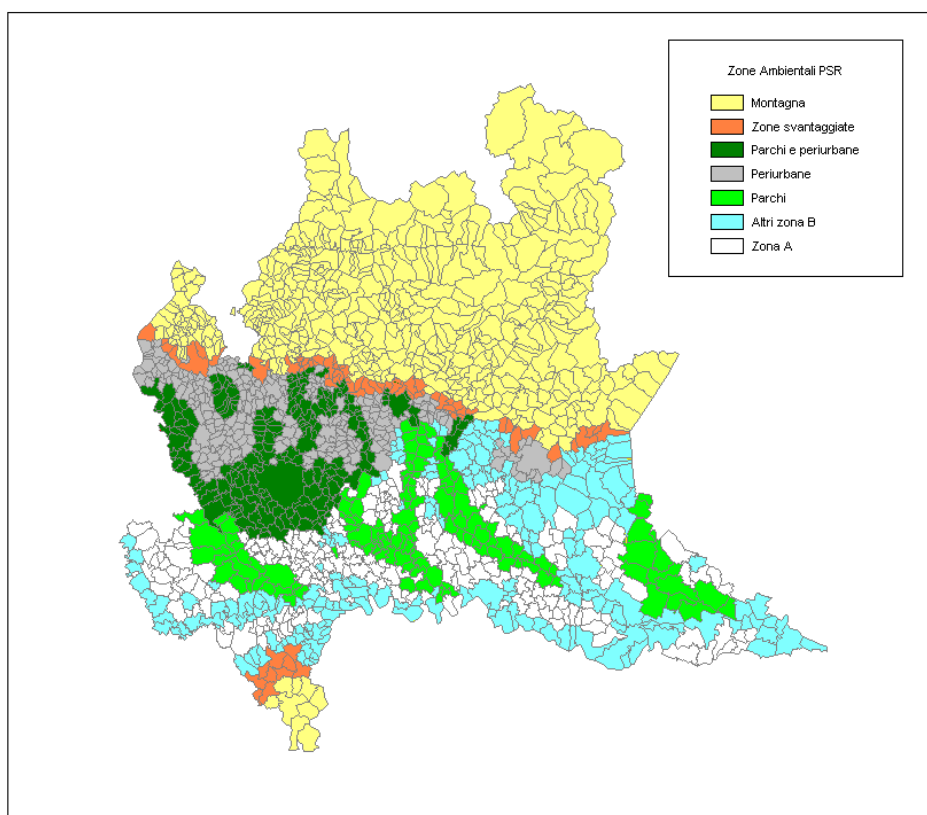 Zone Ambientali PSR
Montagna
Zone svantaggiate
Parchi e periurbane
Periurbane
Parchi
Altri zona B
Zona A